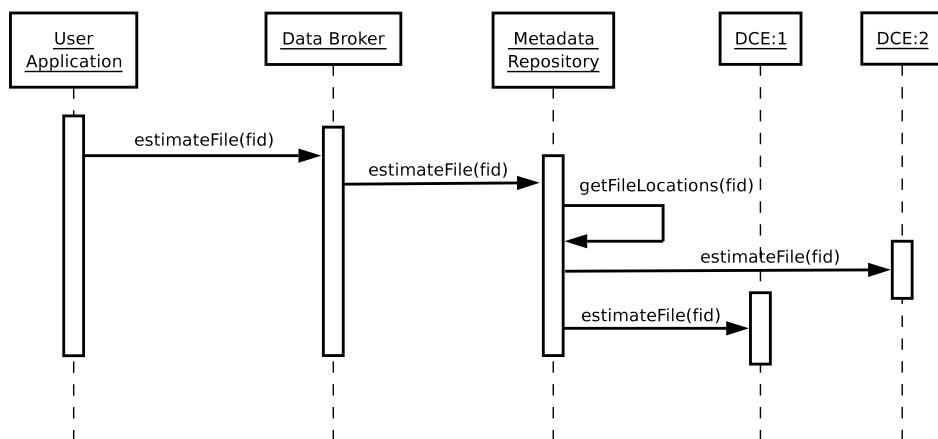 User
Application
Data Broker
Metadata
Repository
DCE:1
DCE:2
estimateFile(fid)
estimateFile(fid)
getFileLocations(fid)
estimateFile(fid)
estimateFile(fid)